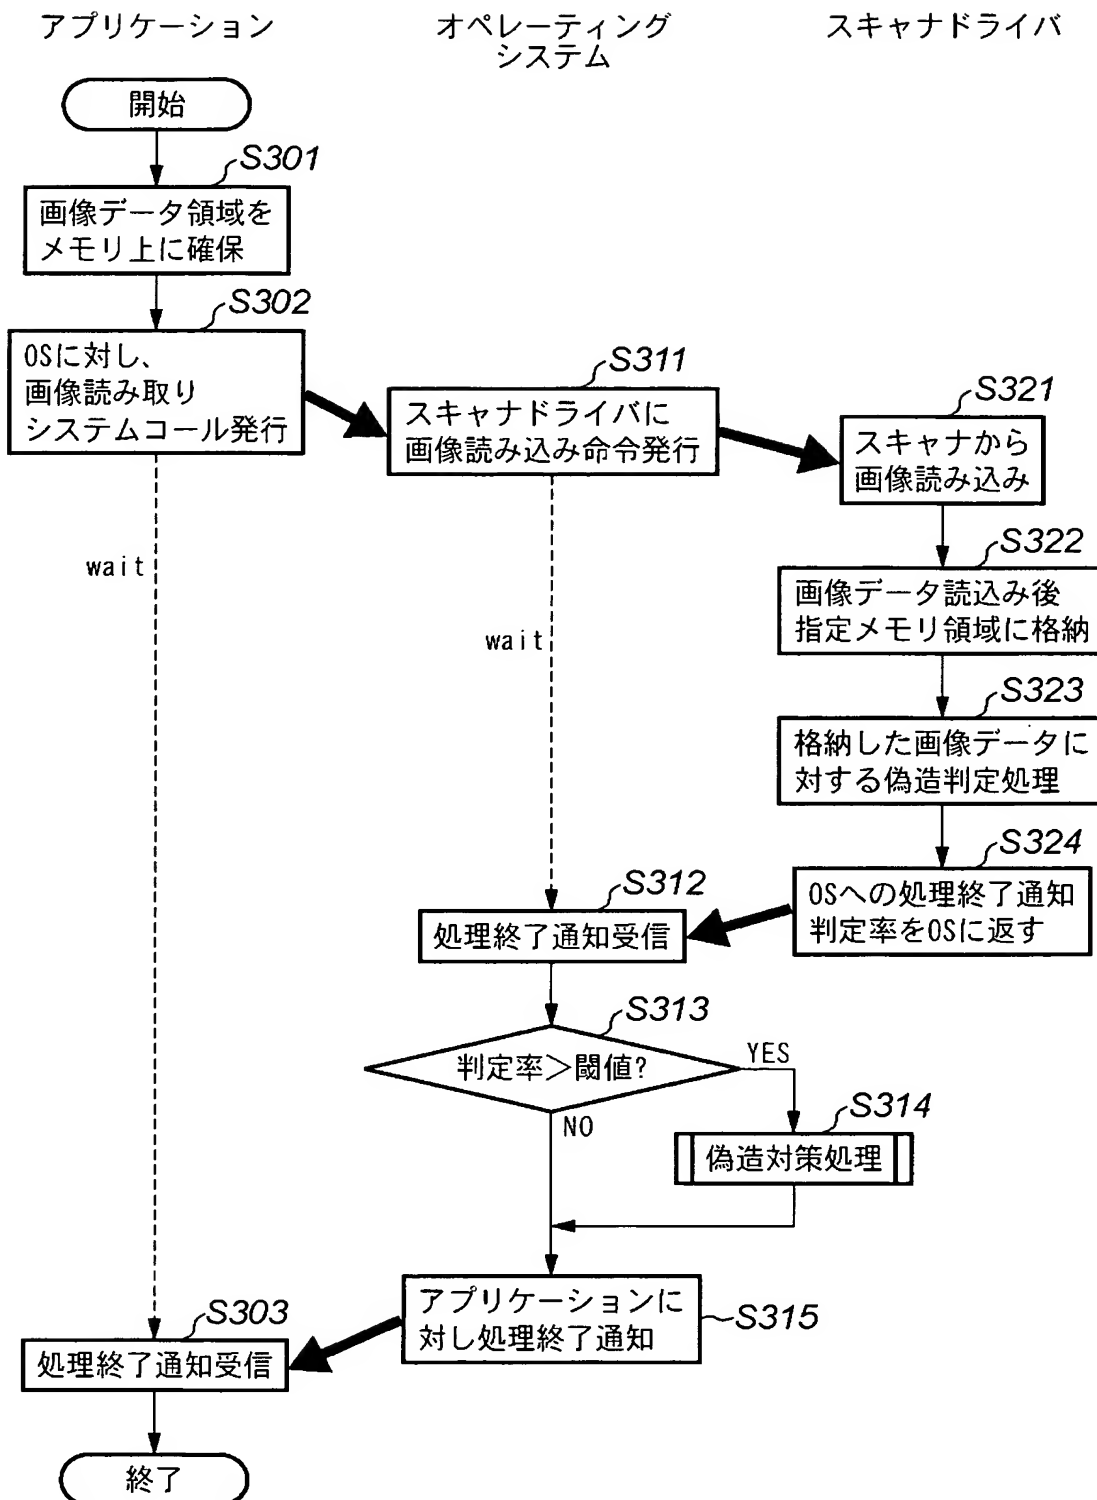 アプリケーション
オペレーティング
システム
スキャナドライバ
開始
S301
画像データ領域を
メモリ上に確保
S302
OSに対し、
画像読み取り
システムコール発行
S311
スキャナドライバに
画像読み込み命令発行
S321
スキャナから
画像読み込み
wait
wait
S322
画像データ読込み後
指定メモリ領域に格納
S323
格納した画像データに
対する偽造判定処理
S324
OSへの処理終了通知
判定率をOSに返す
S312
処理終了通知受信
S313
判定率>閾値?
YES
NO
S314
偽造対策処理
アプリケーションに
対し処理終了通知
S315
S303
処理終了通知受信
終了